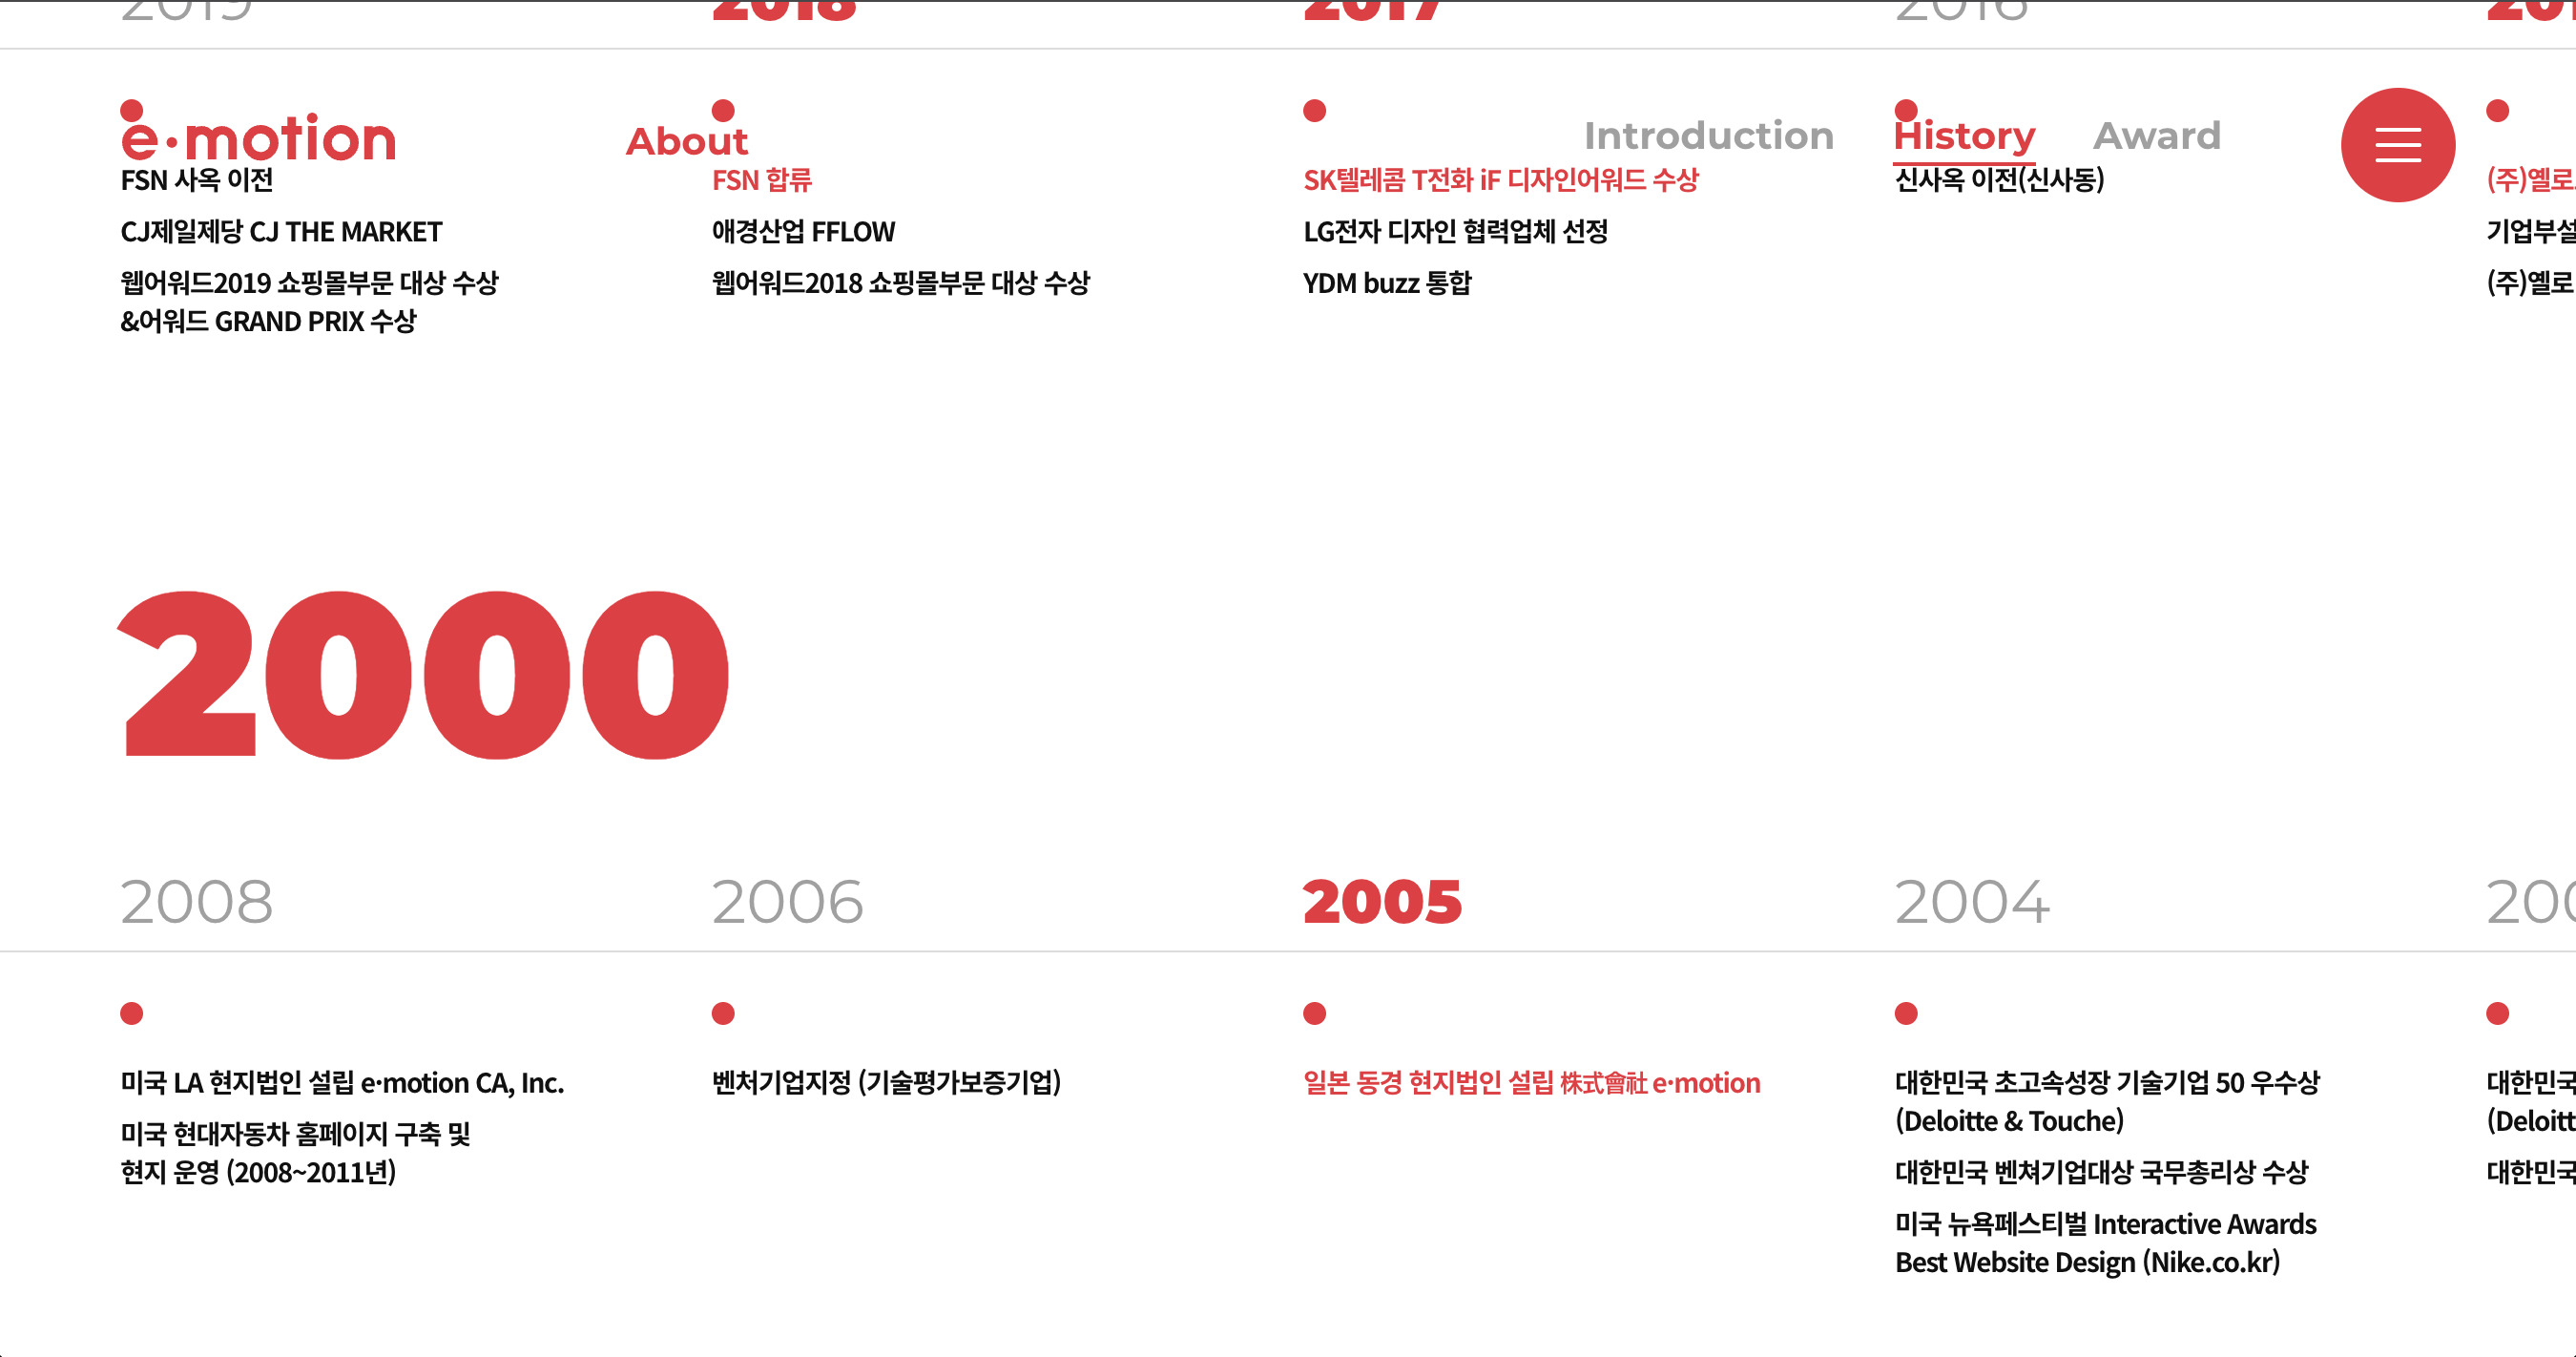 2019
2018
2017
2016
e·motion
About
Introduction
History
Award
FSN 사옥 이전
CJ제일제당 CJ THE MARKET
웹어워드2019 쇼핑몰부문 대상 수상
&어워드 GRAND PRIX 수상
FSN 합류
애경산업 FFLOW
웹어워드2018 쇼핑몰부문 대상 수상
SK텔레콤 T전화 iF 디자인어워드 수상
LG전자 디자인 협력업체 선정
YDM buzz 통합
신사옥 이전(신사동)
(주)옐로
기업부설
(주)옐로
2000
2008
2006
2005
2004
미국 LA 현지법인 설립 e·motion CA, Inc.
미국 현대자동차 홈페이지 구축 및
현지 운영 (2008~2011년)
벤처기업지정 (기술평가보증기업)
일본 동경 현지법인 설립 株式會社 e·motion
대한민국 초고속성장 기술기업 50 우수상
(Deloitte & Touche)
대한민국 벤쳐기업대상 국무총리상 수상
미국 뉴욕페스티벌 Interactive Awards
Best Website Design (Nike.co.kr)
대한민국
(Deloitt
대한민국